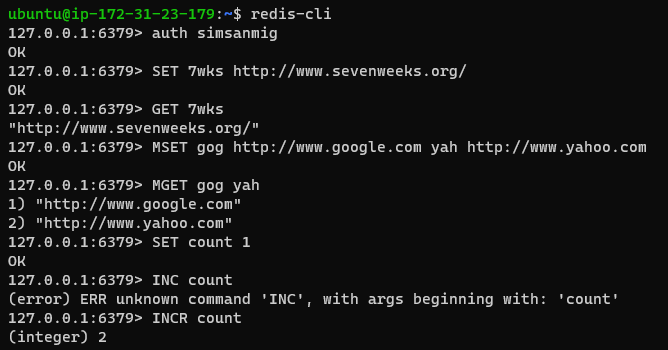 ubuntu@ip-172-31-23-179:~$ redis-cli
127.0.0.1:6379> auth simsanmig
OK
127.0.0.1:6379> SET 7wks http://www.sevenweeks.org/
OK
127.0.0.1:6379> GET 7wks
"http://www.sevenweeks.org/"
127.0.0.1:6379> MSET gog http://www.google.com yah http://www.yahoo.com
OK
127.0.0.1:6379> MGET gog yah
1) "http://www.google.com"
2) "http://www.yahoo.com"
127.0.0.1:6379> SET count 1
OK
127.0.0.1:6379> INC count
(error) ERR unknown command 'INC', with args beginning with: 'count'
127.0.0.1:6379> INCR count
(integer) 2